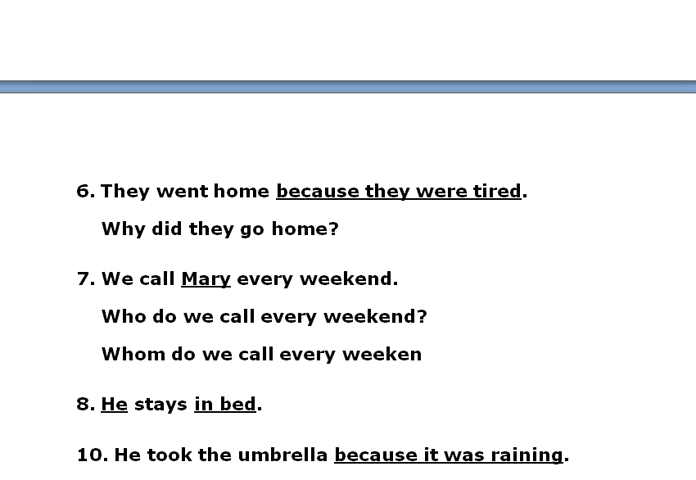 6. They went home because they were tired.
Why did they go home?
7. We call Mary every weekend.
Who do we call every weekend?
Whom do we call every weeken
8. He stays in bed.
10. He took the umbrella because it was raining.